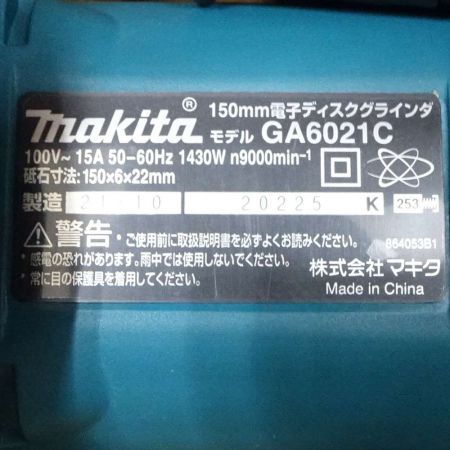 makita®
150mm電子ディスクグラインダ
モデル GA6021C
100V~ 15A 50-60Hz 1430W n9000min⁻¹
砥石寸法:150×6×22mm
製造 20225 K 253
⚠警告・ご使用前に取扱説明書を必ずよくお読みください。
・感電の恐れがあります。雨中では使用しないでください。
・常に目の保護具を着用してください。
864053B1
株式会社 マキタ
Made in China